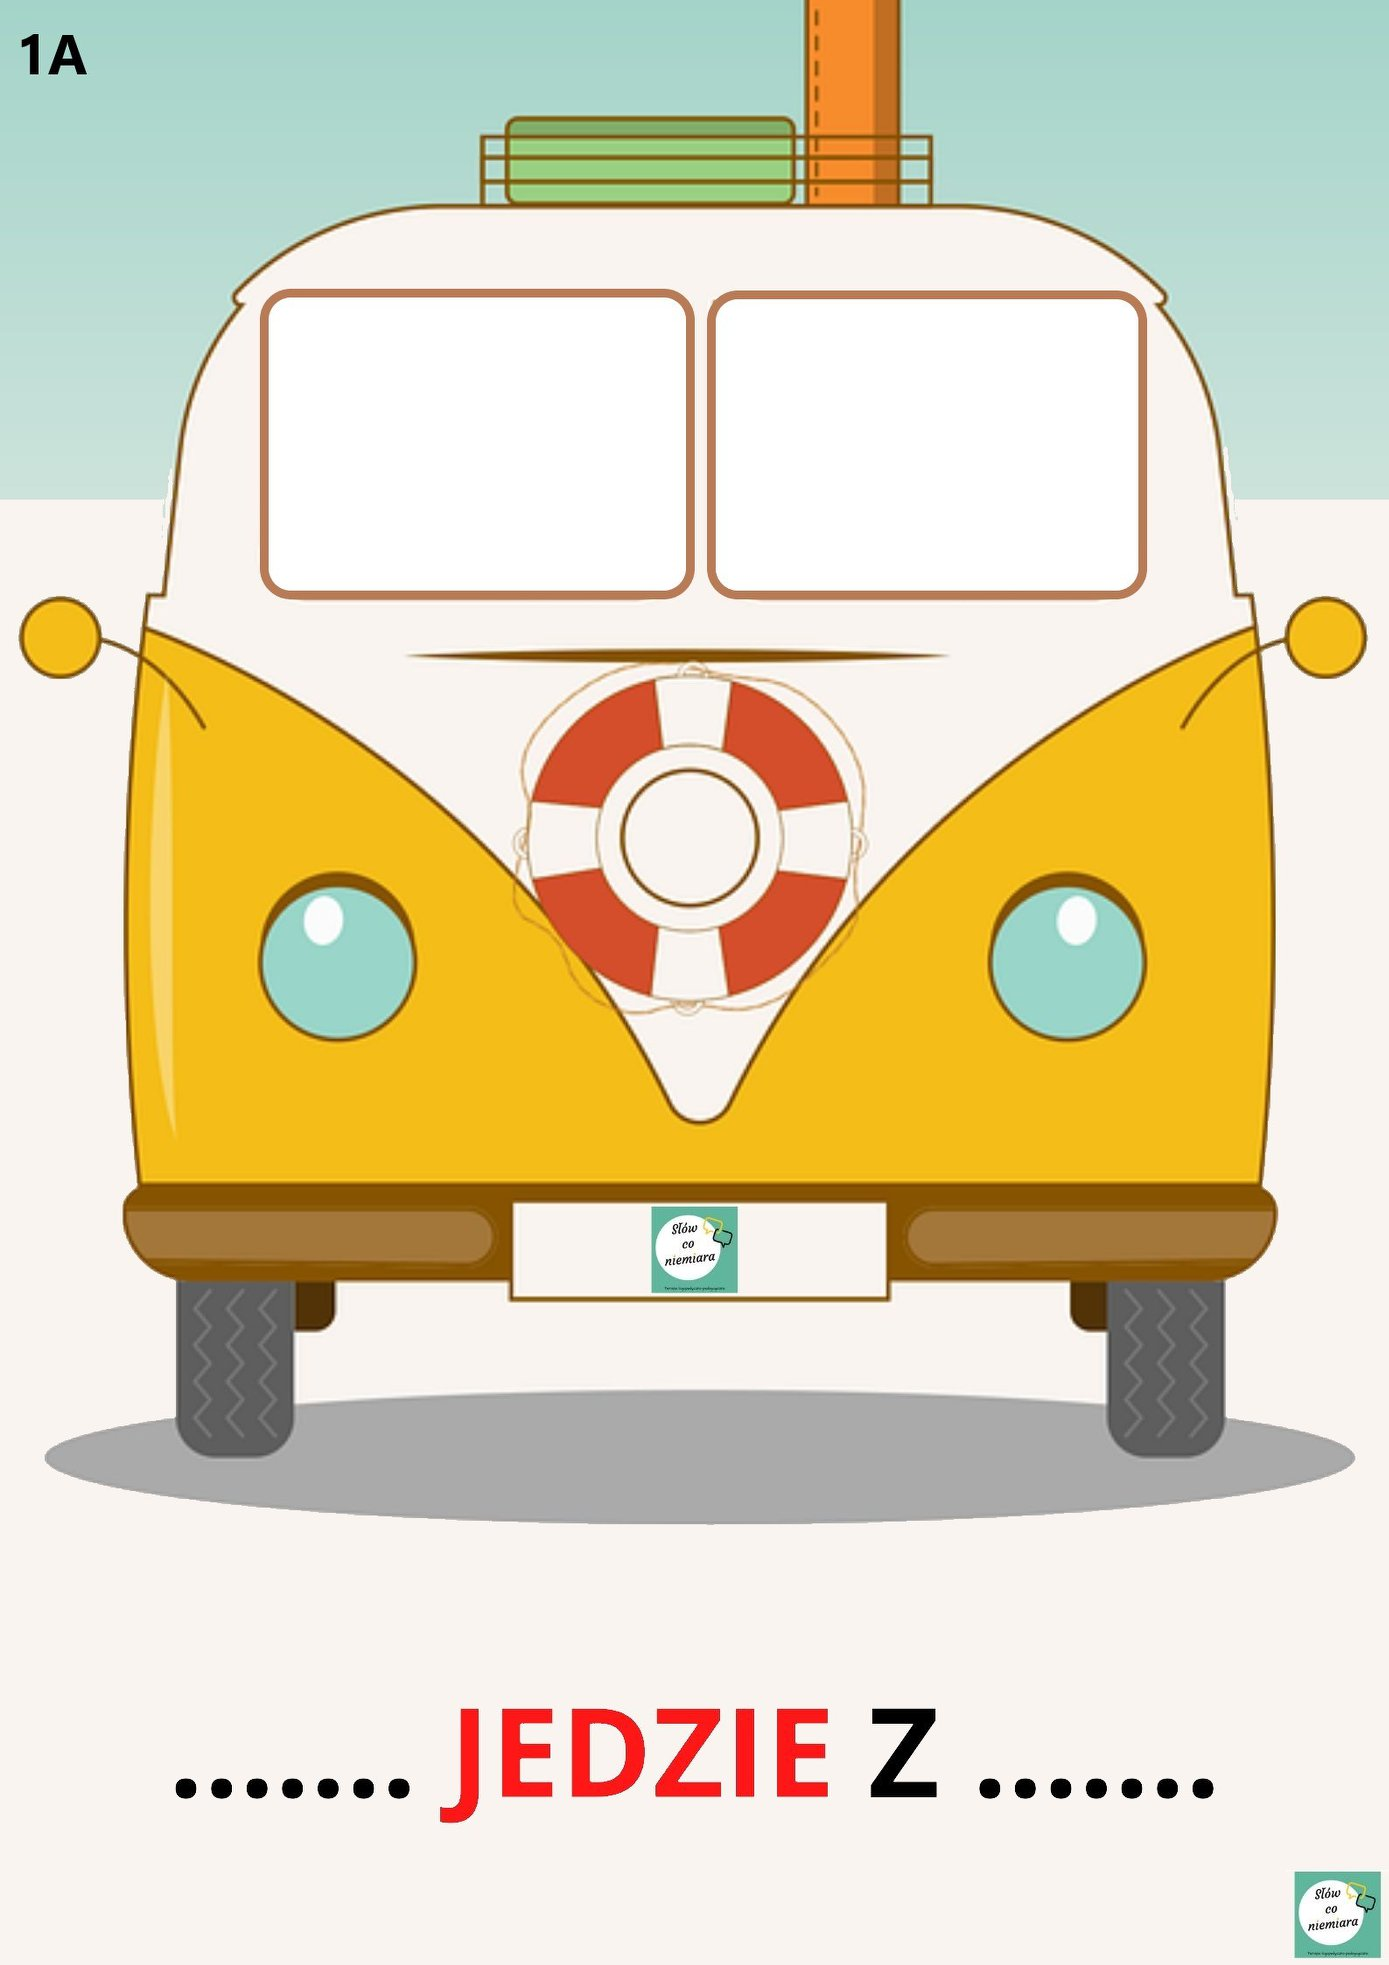 1A
Słów
co
niemiara
....... JEDZIE Z .......
Słów
co
niemiara